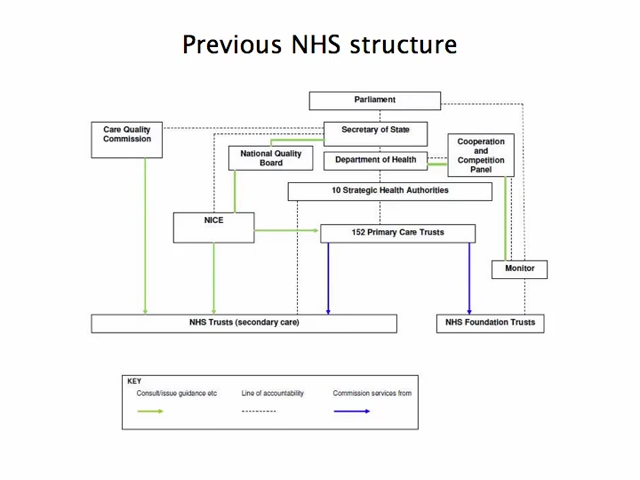 Previous NHS structure
Parliament
Care Quality
Commission
Secretary of State
Cooperation
and
Competition
Panel
National Quality
Board
Department of Health
10 Strategic Health Authorities
NICE
152 Primary Care Trusts
Monitor
NHS Trusts (secondary care)
NHS Foundation Trusts
KEY
Consult/issue guidance etc
Line of accountability
Commission services from